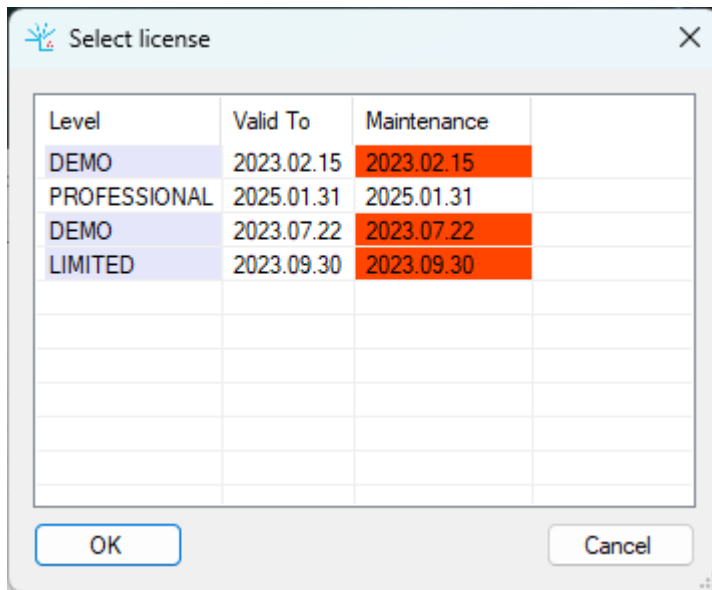 Select license
Level Valid To Maintenance
DEMO 2023.02.15 2023.02.15
PROFESSIONAL 2025.01.31 2025.01.31
DEMO 2023.07.22 2023.07.22
LIMITED 2023.09.30 2023.09.30
OK Cancel